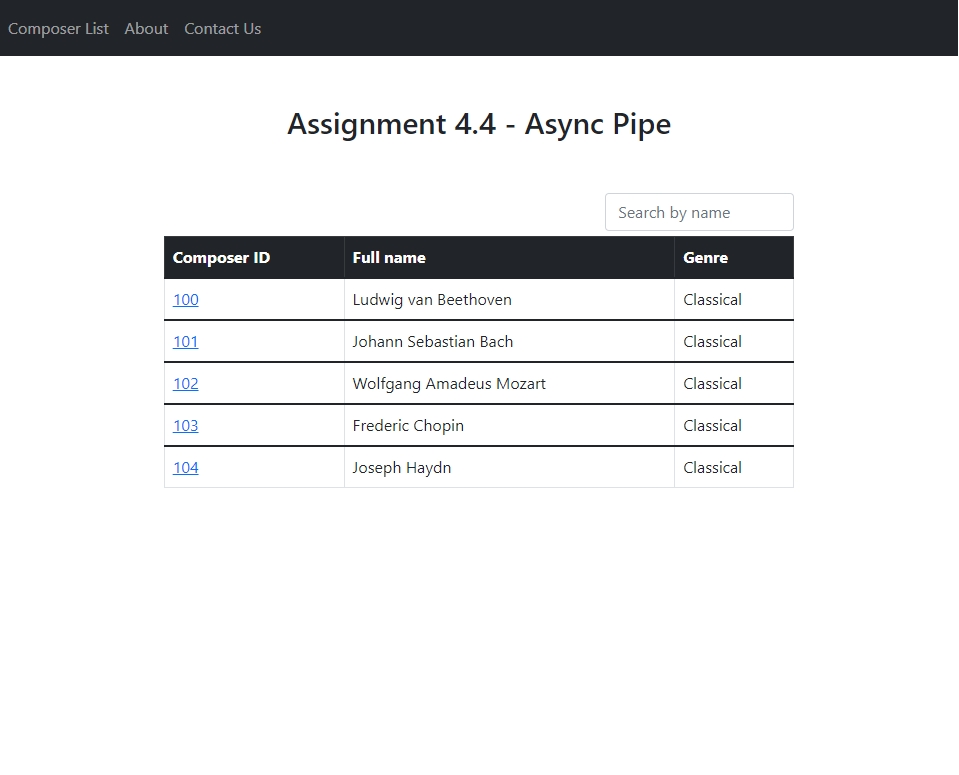 Composer List About Contact Us
Assignment 4.4 - Async Pipe
Search by name
Composer ID Full name Genre
100 Ludwig van Beethoven Classical
101 Johann Sebastian Bach Classical
102 Wolfgang Amadeus Mozart Classical
103 Frederic Chopin Classical
104 Joseph Haydn Classical